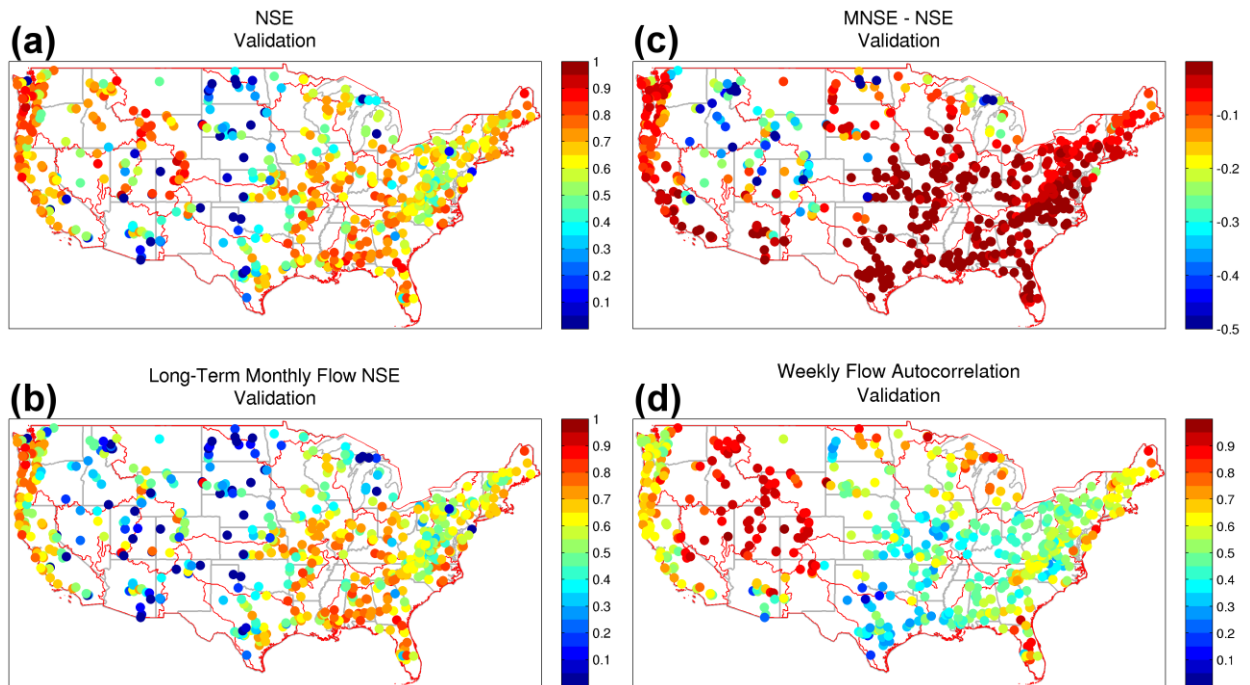 (a)
NSE
Validation
1
0.9
0.8
0.7
0.6
0.5
0.4
0.3
0.2
0.1
(c)
MNSE - NSE
Validation
-0.1
-0.2
-0.3
-0.4
-0.5
(b)
Long-Term Monthly Flow NSE
Validation
1
0.9
0.8
0.7
0.6
0.5
0.4
0.3
0.2
0.1
(d)
Weekly Flow Autocorrelation
Validation
0.9
0.8
0.7
0.6
0.5
0.4
0.3
0.2
0.1